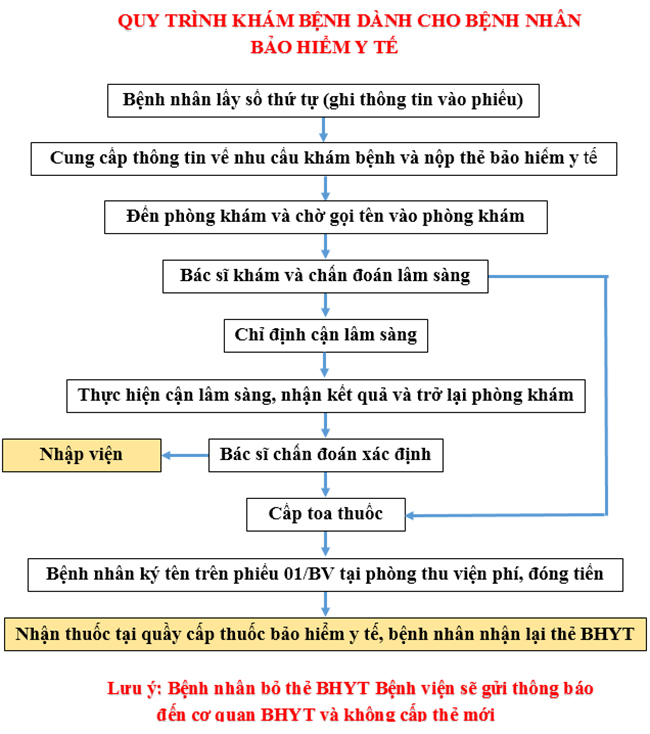 QUY TRÌNH KHÁM BỆNH DÀNH CHO BỆNH NHÂN
BẢO HIỂM Y TẾ
Bệnh nhân lấy số thứ tự (ghi thông tin vào phiếu)
Cung cấp thông tin về nhu cầu khám bệnh và nộp thẻ bảo hiểm y tế
Đến phòng khám và chờ gọi tên vào phòng khám
Bác sĩ khám và chẩn đoán lâm sàng
Chỉ định cận lâm sàng
Thực hiện cận lâm sàng, nhận kết quả và trở lại phòng khám
Nhập viện
Bác sĩ chẩn đoán xác định
Cấp toa thuốc
Bệnh nhân ký tên trên phiếu 01/BV tại phòng thu viện phí, đóng tiền
Nhận thuốc tại quầy cấp thuốc bảo hiểm y tế, bệnh nhân nhận lại thẻ BHYT
Lưu ý: Bệnh nhân bỏ thẻ BHYT Bệnh viện sẽ gửi thông báo
đến cơ quan BHYT và không cấp thẻ mới